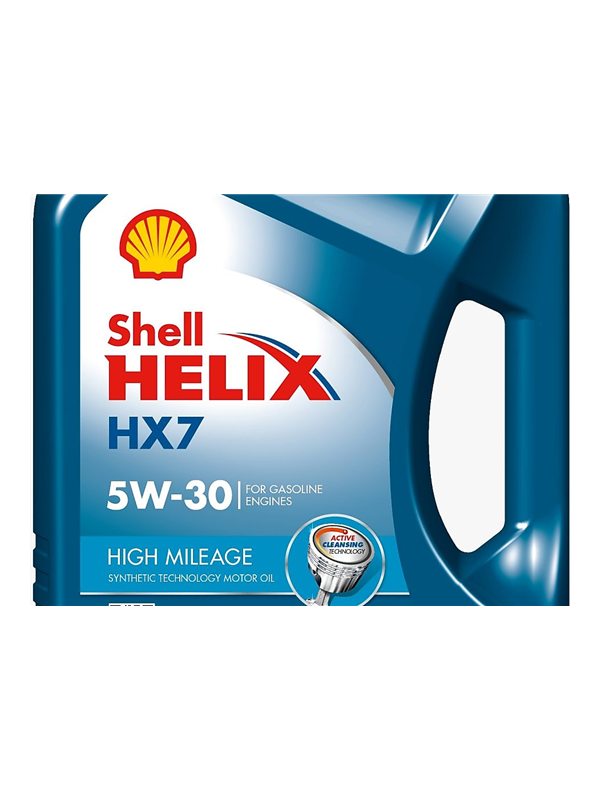 Shell
HELIX
HX7
5W-30
FOR GASOLINE
ENGINES
ACTIVE
CLEANSING
TECHNOLOGY
HIGH MILEAGE
SYNTHETIC TECHNOLOGY MOTOR OIL